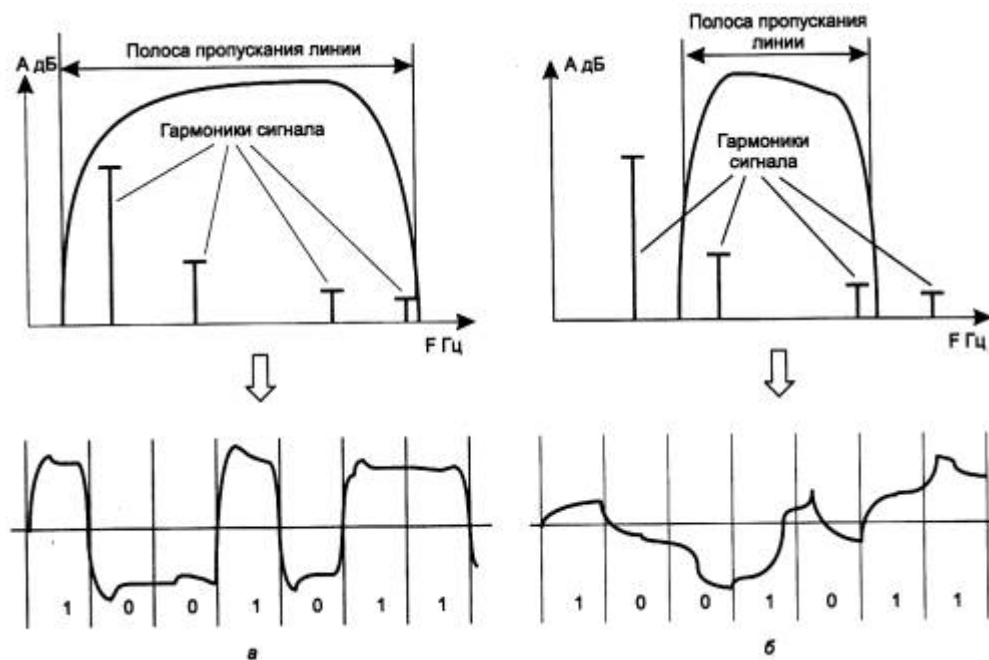 Полоса пропускания линии
А дБ
Гармоники сигнала
F Гц
1 0 0 1 0 1 1
а
Полоса пропускания
линии
А дБ
Гармоники
сигнала
F Гц
1 0 0 1 0 1 1
б